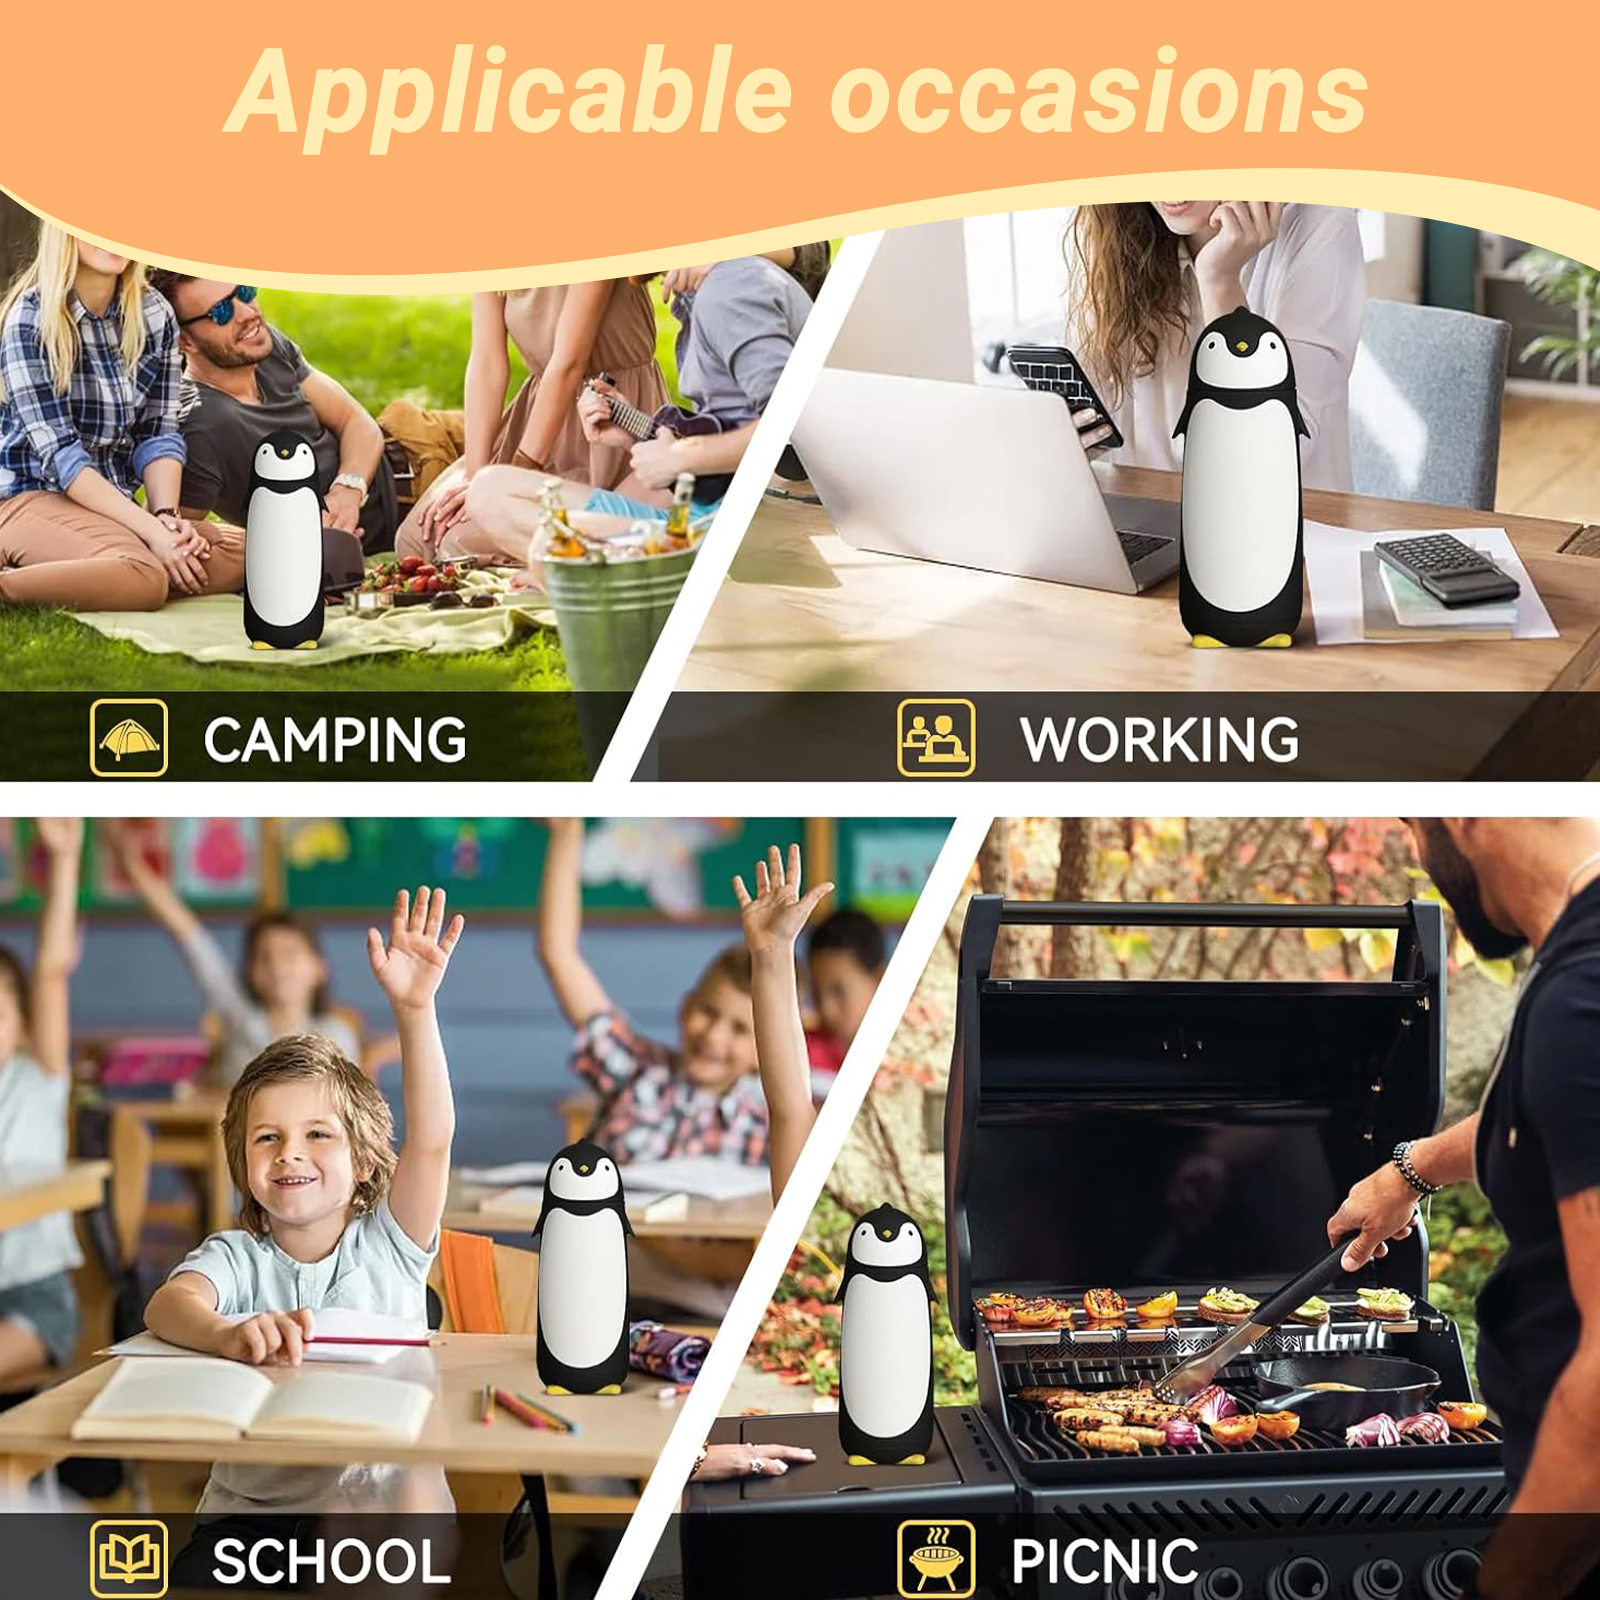 Applicable occasions
CAMPING
WORKING
SCHOOL
PICNIC